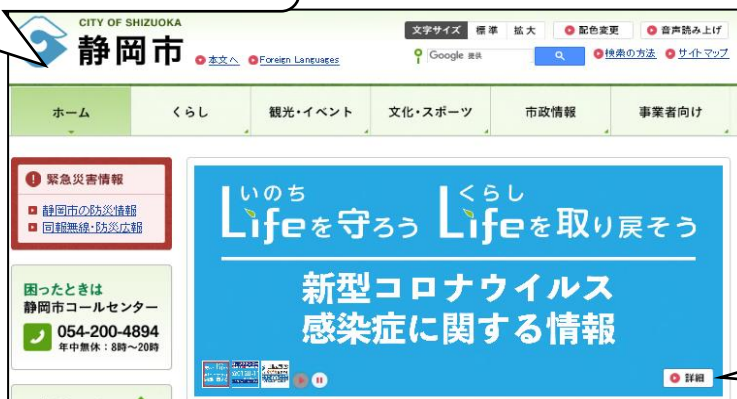 CITY OF SHIZUOKA
静岡市
本文へ Foreign Languages
文字サイズ 標準 拡大 配色変更 音声読み上げ
Google 提供 検索の方法 サイトマップ
ホーム くらし 観光・イベント 文化・スポーツ 市政情報 事業者向け
緊急災害情報
静岡市の防災情報
同報無線・防災広報
いのち くらし
Lifeを守ろう Lifeを取り戻そう
新型コロナウイルス
感染症に関する情報
困ったときは
静岡市コールセンター
054-200-4894
年中無休:8時~20時
詳細